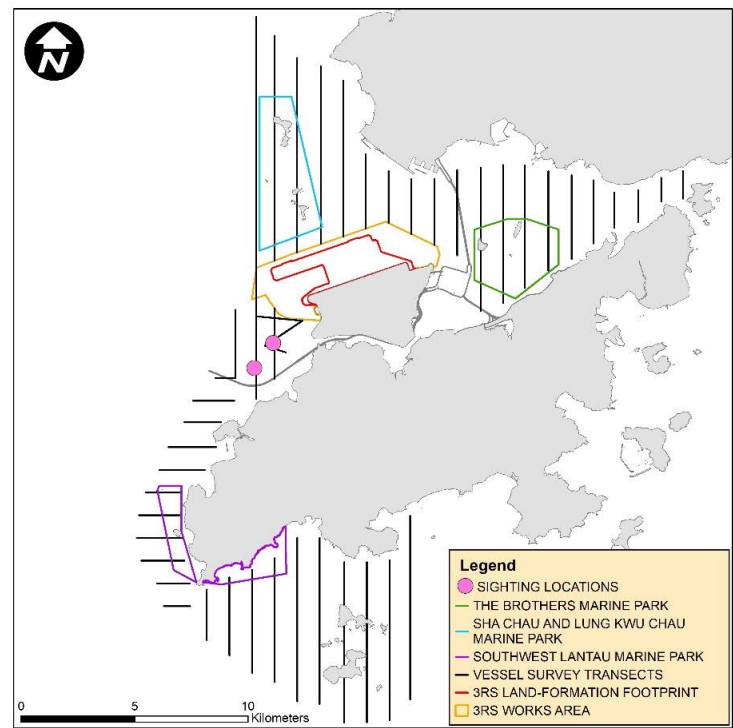 N
Legend
SIGHTING LOCATIONS
THE BROTHERS MARINE PARK
SHA CHAU AND LUNG KWU CHAU
MARINE PARK
SOUTHWEST LANTAU MARINE PARK
VESSEL SURVEY TRANSECTS
3RS LAND-FORMATION FOOTPRINT
3RS WORKS AREA
0 5 10
Kilometers